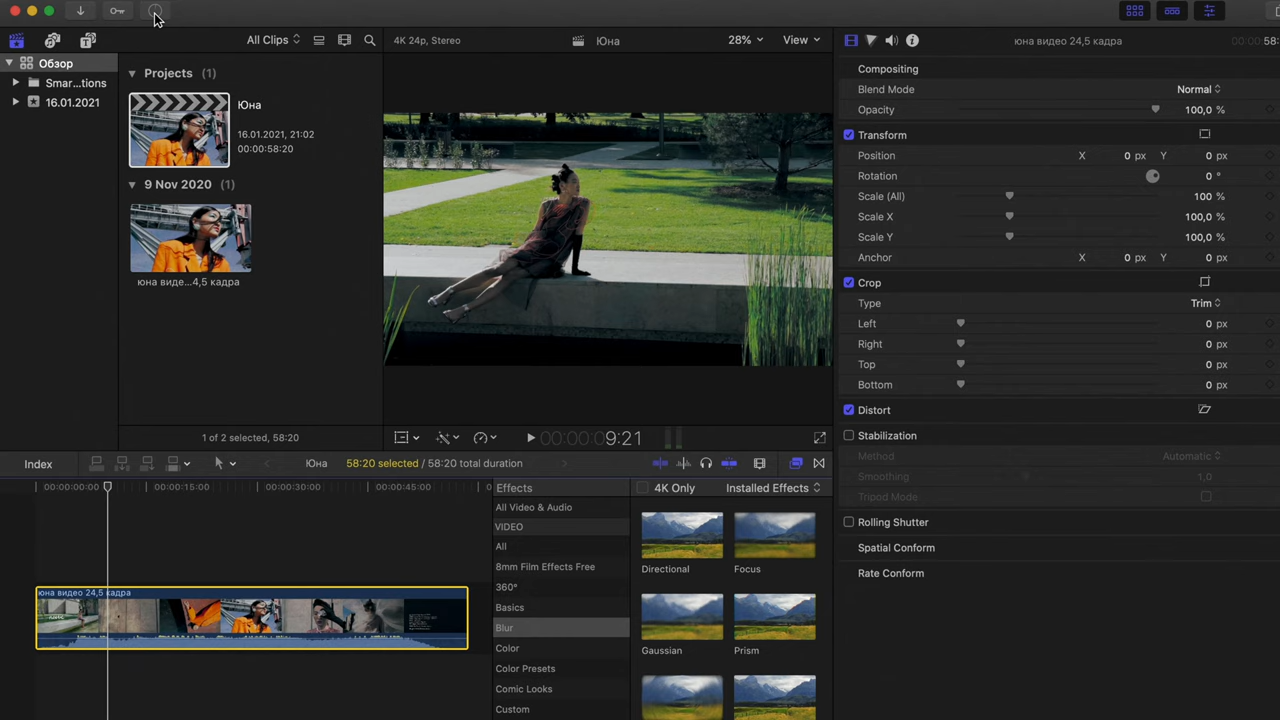 All Clips
4K 24p, Stereo
Юна
28%
View
юна видео 24,5 кадра
00:00:58:
Обзор
Smar...tions
16.01.2021
Projects (1)
Юна
16.01.2021, 21:02
00:00:58:20
9 Nov 2020 (1)
юна виде...4,5 кадра
1 of 2 selected, 58:20
00:00:09:21
Compositing
Blend Mode Normal
Opacity 100,0 %
Transform
Position X 0 px Y 0 px
Rotation 0 °
Scale (All) 100 %
Scale X 100,0 %
Scale Y 100,0 %
Anchor X 0 px Y 0 px
Crop
Type Trim
Left 0 px
Right 0 px
Top 0 px
Bottom 0 px
Distort
Stabilization
Method Automatic
Smoothing 1,0
Tripod Mode
Rolling Shutter
Spatial Conform
Rate Conform
Index
Юна
58:20 selected / 58:20 total duration
00:00:00:00 00:00:15:00 00:00:30:00 00:00:45:00 0
юна видео 24,5 кадра
Effects
4K Only
Installed Effects
All Video & Audio
VIDEO
All
8mm Film Effects Free
360°
Basics
Blur
Color
Color Presets
Comic Looks
Custom
Directional
Focus
Gaussian
Prism